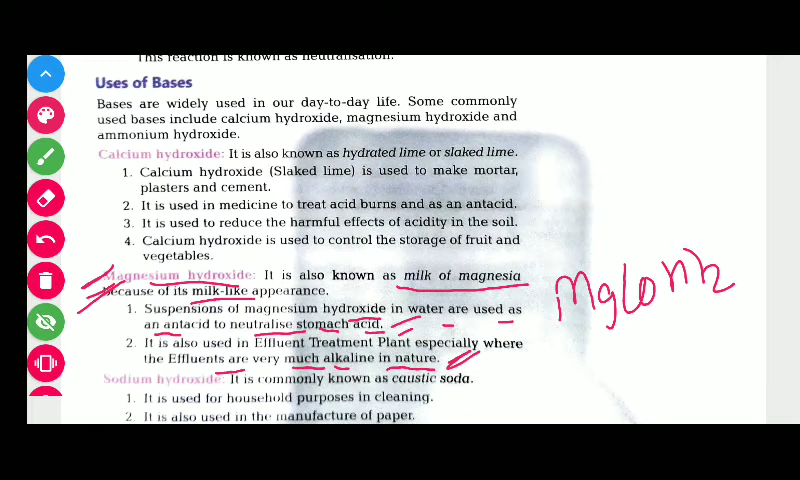 This reaction is known as neutralisation.
Uses of Bases
Bases are widely used in our day-to-day life. Some commonly
used bases include calcium hydroxide, magnesium hydroxide and
ammonium hydroxide.
Calcium hydroxide: It is also known as hydrated lime or slaked lime.
1. Calcium hydroxide (Slaked lime) is used to make mortar,
plasters and cement.
2. It is used in medicine to treat acid burns and as an antacid.
3. It is used to reduce the harmful effects of acidity in the soil.
4. Calcium hydroxide is used to control the storage of fruit and
vegetables.
Magnesium hydroxide: It is also known as milk of magnesia
because of its milk-like appearance.
1. Suspensions of magnesium hydroxide in water are used as
an antacid to neutralise stomach acid.
2. It is also used in Effluent Treatment Plant especially where
the Effluents are very much alkaline in nature.
Mg(OH)2
Sodium hydroxide: It is commonly known as caustic soda.
1. It is used for household purposes in cleaning.
2. It is also used in the manufacture of paper.